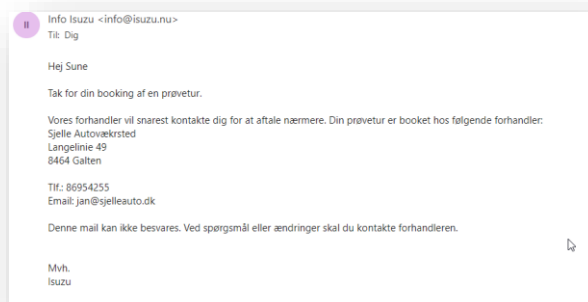 II
Info Isuzu <info@isuzu.nu>
Til: Dig
Hej Sune
Tak for din booking af en prøvetur.
Vores forhandler vil snarest kontakte dig for at aftale nærmere. Din prøvetur er booket hos følgende forhandler:
Sjelle Autovækrsted
Langelinie 49
8464 Galten
Tlf.: 86954255
Email: jan@sjelleauto.dk
Denne mail kan ikke besvares. Ved spørgsmål eller ændringer skal du kontakte forhandleren.
Mvh.
Isuzu